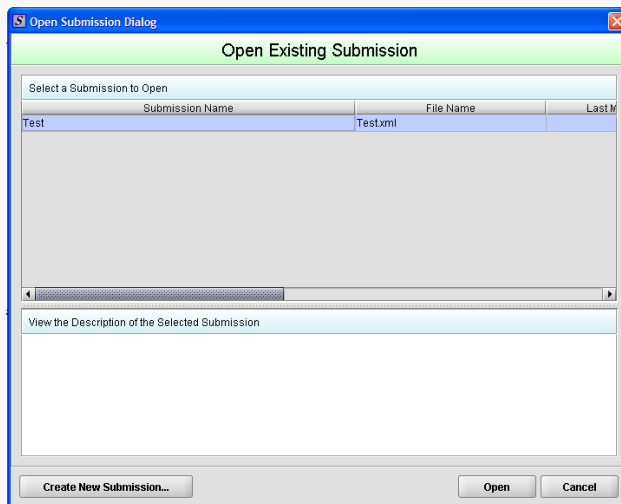 Open Submission Dialog
Open Existing Submission
Select a Submission to Open
Submission Name File Name Last M
Test Test.xml
View the Description of the Selected Submission
Create New Submission... Open Cancel